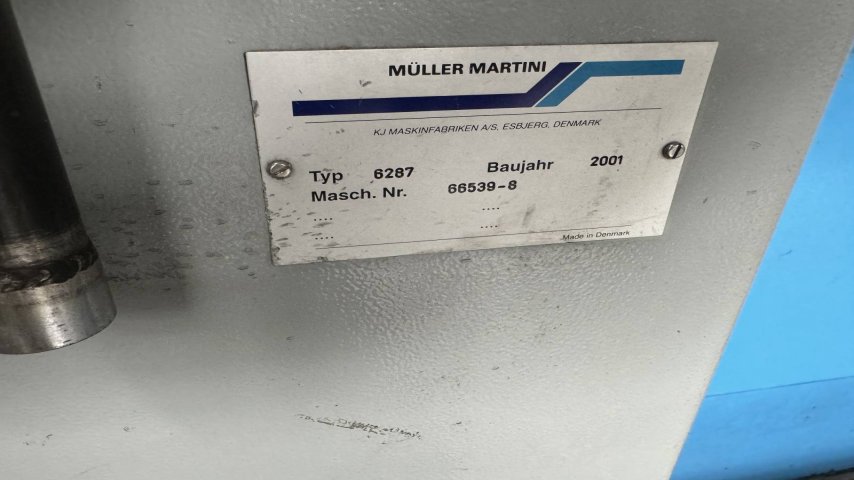 MÜLLER MARTINI
KJ MASKINFABRIKEN A/S, ESBJERG, DENMARK
Typ 6287 Baujahr 2001
Masch. Nr. 66539-8
.... ....
.... ....
Made in Denmark